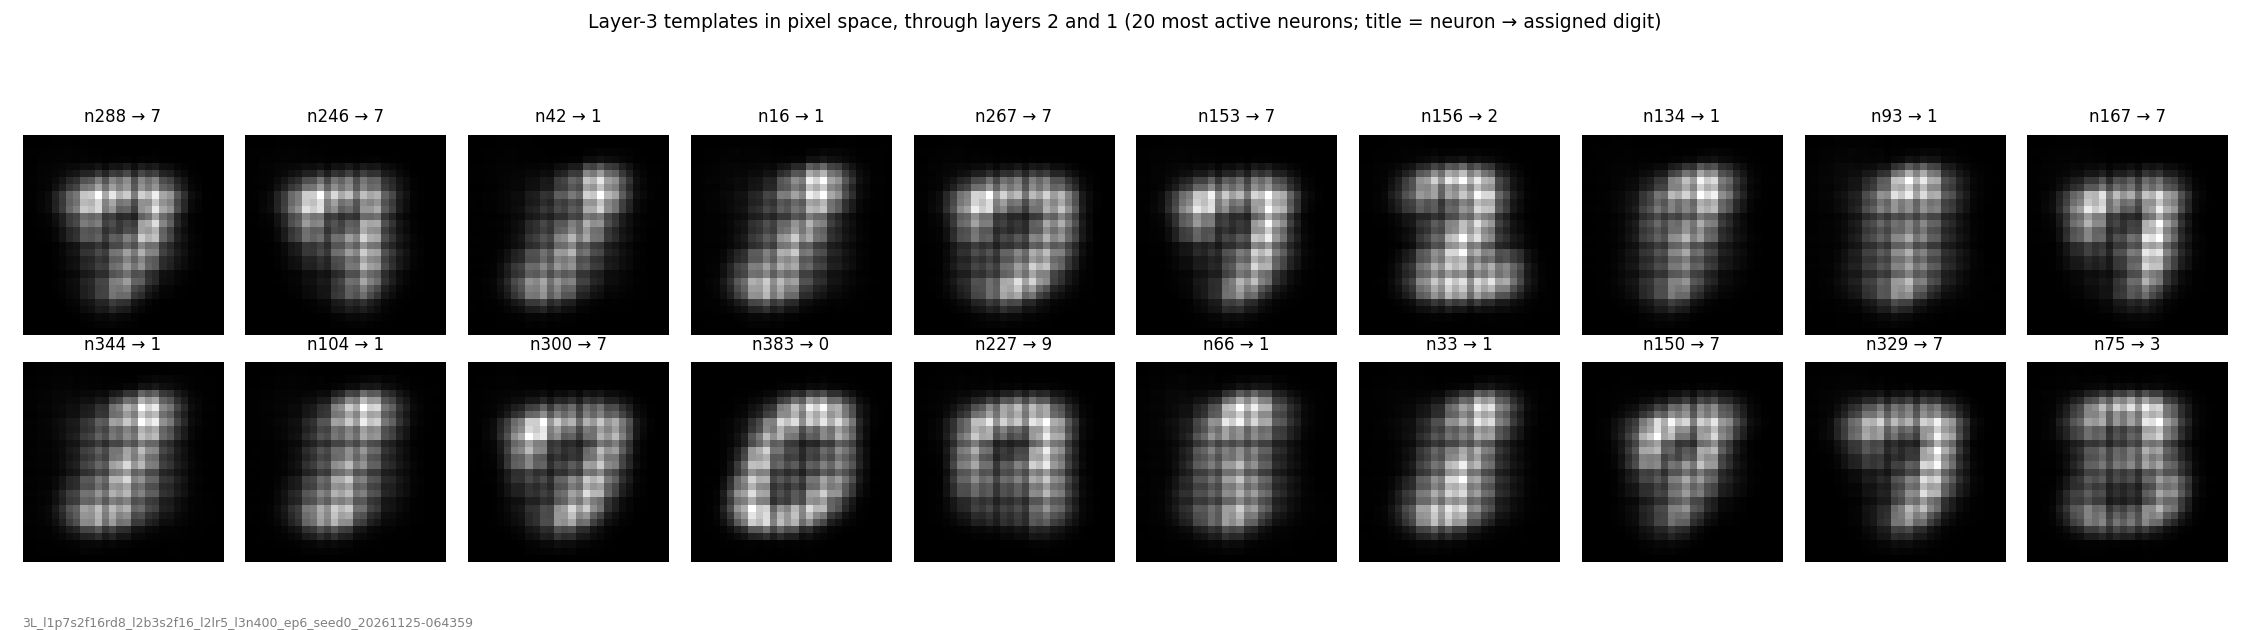 Layer-3 templates in pixel space, through layers 2 and 1 (20 most active neurons; title = neuron → assigned digit)
n288 → 7 n246 → 7 n42 → 1 n16 → 1 n267 → 7 n153 → 7 n156 → 2 n134 → 1 n93 → 1 n167 → 7
n344 → 1 n104 → 1 n300 → 7 n383 → 0 n227 → 9 n66 → 1 n33 → 1 n150 → 7 n329 → 7 n75 → 3
3L_l1p7s2f16rd8_l2b3s2f16_l2lr5_l3n400_ep6_seed0_20261125-064359